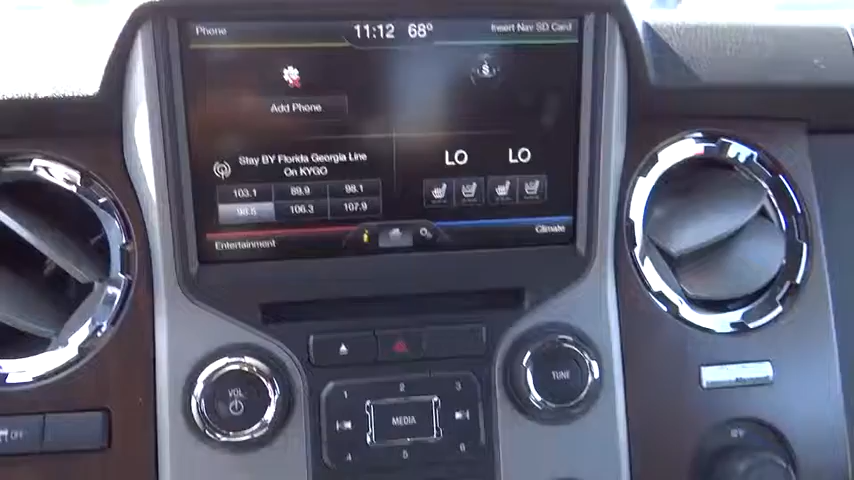 Phone
11:12 68°
Insert Nav SD Card
Add Phone
Stay BY Florida Georgia Line
On KYGO
LO LO
103.1 89.9 98.1
98.5 106.3 107.9
Entertainment
Climate
VOL
1 2 3
MEDIA
4 5 6
TUNE
OFF